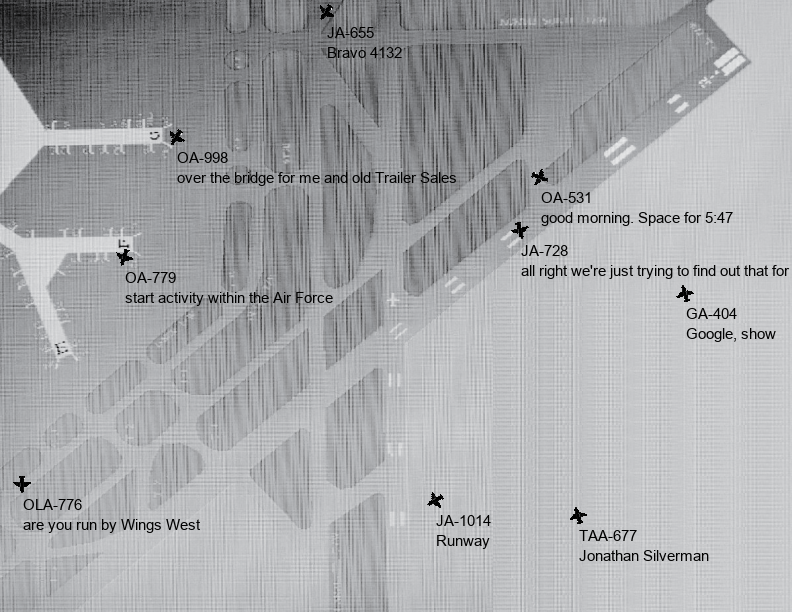 JA-655
Bravo 4132
OA-998
over the bridge for me and old Trailer Sales
OA-531
good morning. Space for 5:47
JA-728
all right we're just trying to find out that for
OA-779
start activity within the Air Force
GA-404
Google, show
OLA-776
are you run by Wings West
JA-1014
Runway
TAA-677
Jonathan Silverman